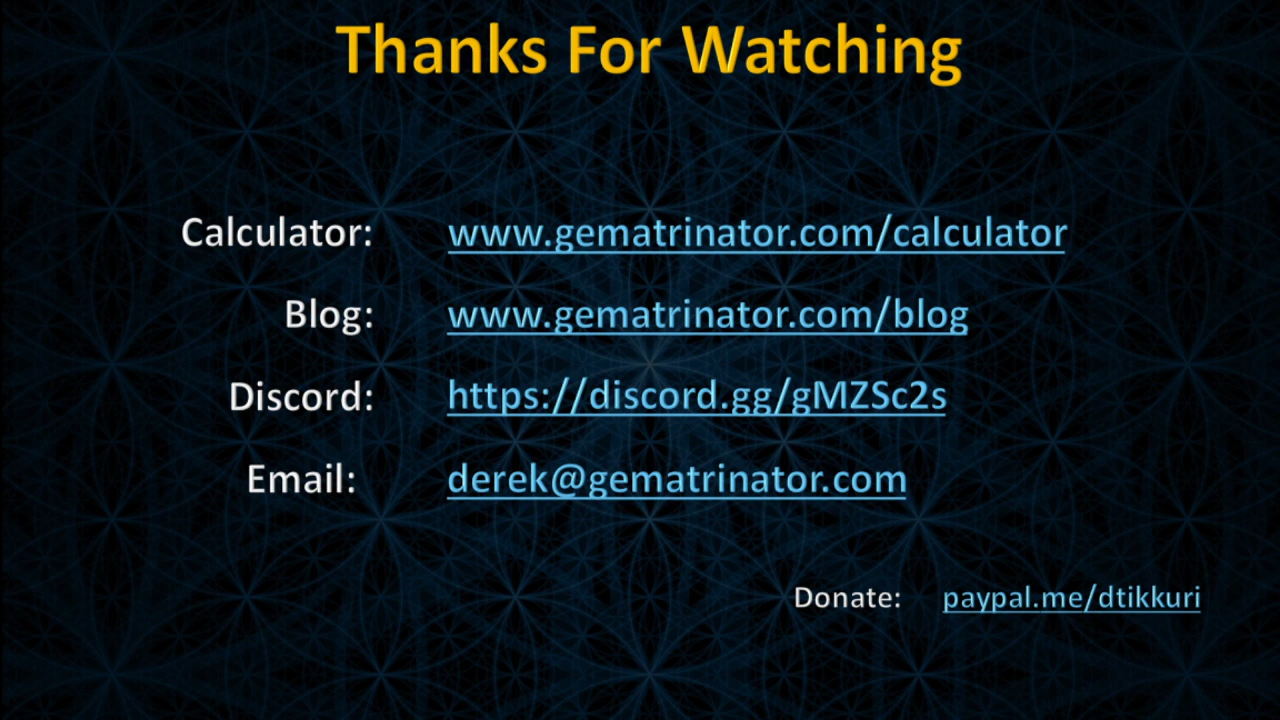 Thanks For Watching
Calculator: www.gematrinator.com/calculator
Blog: www.gematrinator.com/blog
Discord: https://discord.gg/gMZSc2s
Email: derek@gematrinator.com
Donate: paypal.me/dtikkuri